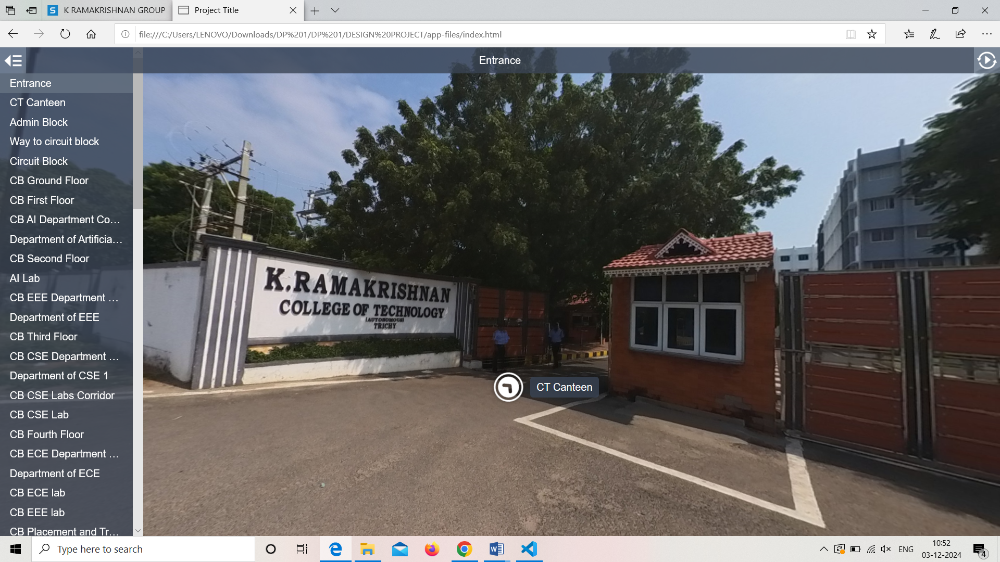 K RAMAKRISHNAN GROUP
Project Title
file:///C:/Users/LENOVO/Downloads/DP%201/DP%201/DESIGN%20PROJECT/app-files/index.html
Entrance
Entrance
CT Canteen
Admin Block
Way to circuit block
Circuit Block
CB Ground Floor
CB First Floor
CB AI Department Co...
Department of Artificia...
CB Second Floor
AI Lab
CB EEE Department ...
Department of EEE
CB Third Floor
CB CSE Department ...
Department of CSE 1
CB CSE Labs Corridor
CB CSE Lab
CB Fourth Floor
CB ECE Department ...
Department of ECE
CB ECE lab
CB EEE lab
CB Placement and Tr...
K.RAMAKRISHNAN
COLLEGE OF TECHNOLOGY
(AUTONOMOUS)
TRICHY
CT Canteen
Type here to search
ENG
10:52
03-12-2024
4